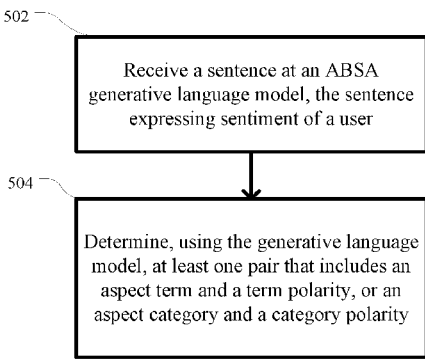 502
Receive a sentence at an ABSA
generative language model, the sentence
expressing sentiment of a user
504
Determine, using the generative language
model, at least one pair that includes an
aspect term and a term polarity, or an
aspect category and a category polarity